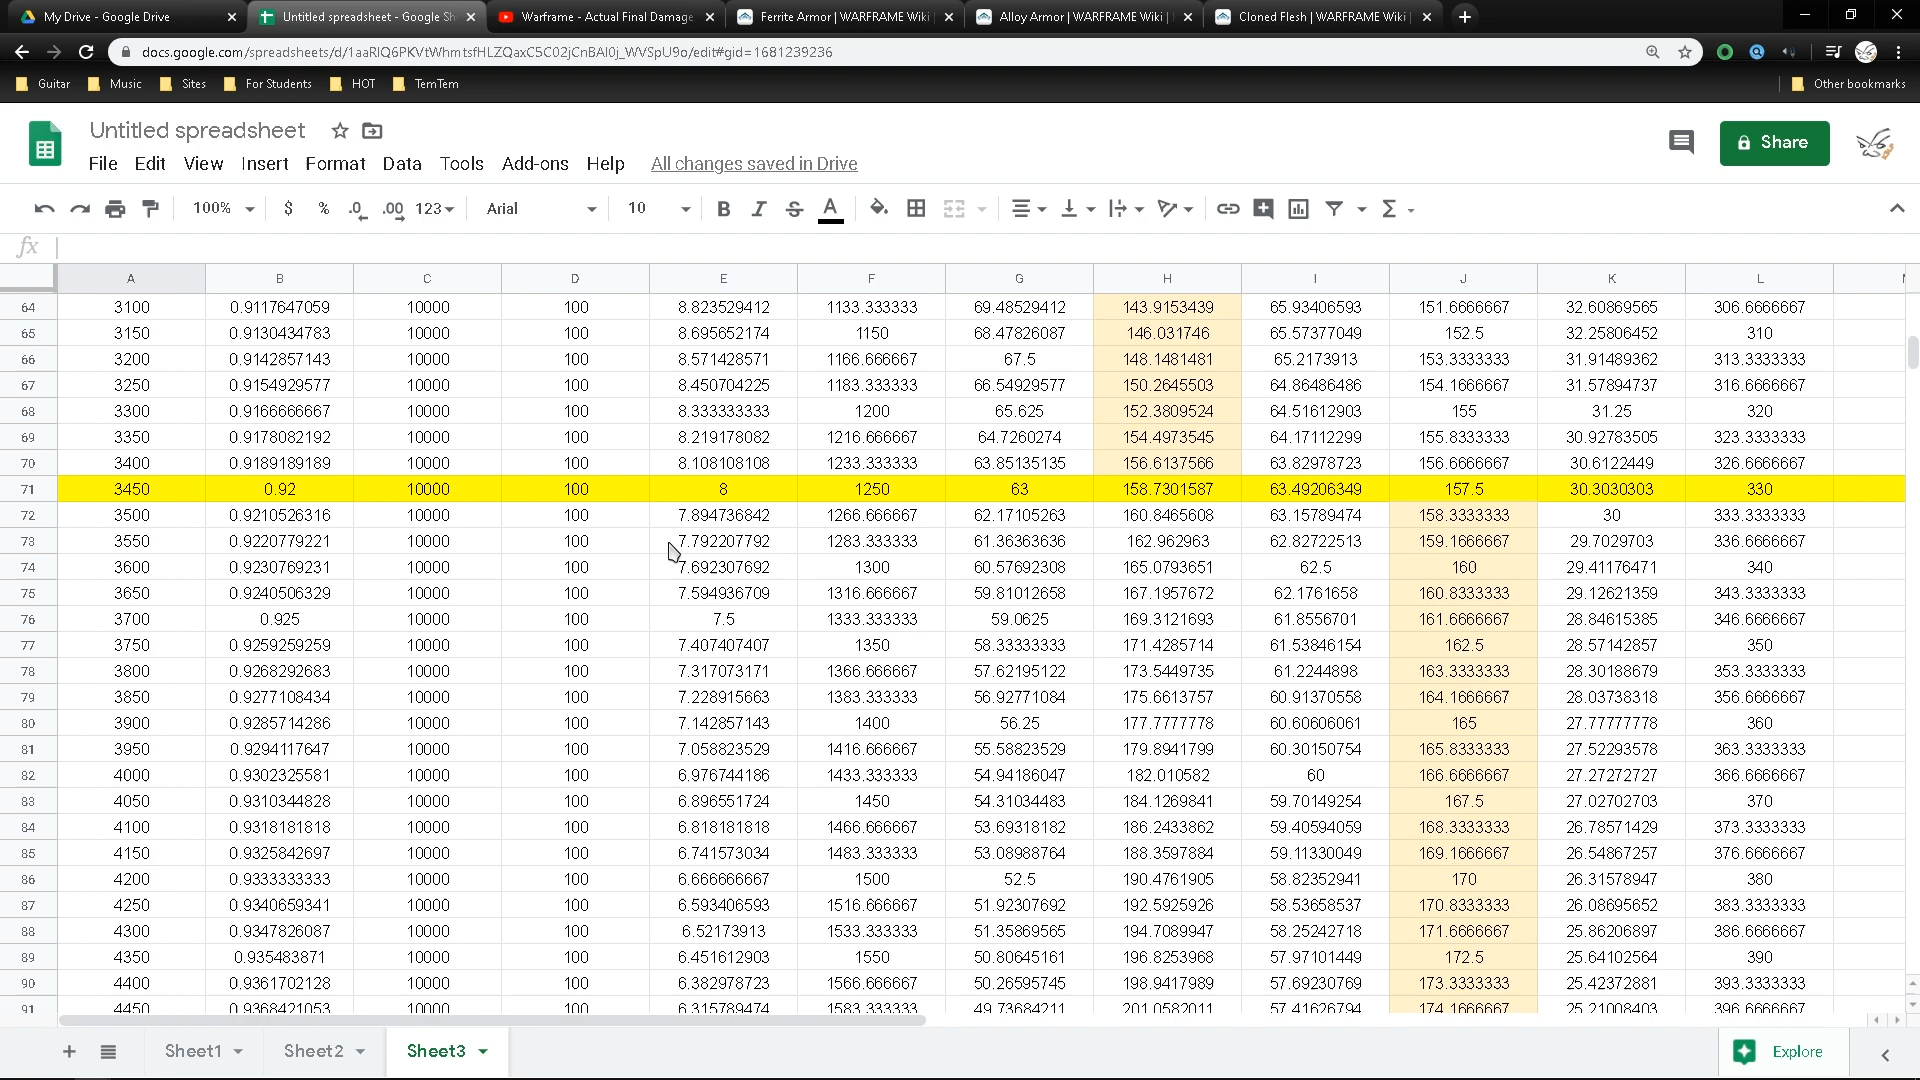 My Drive - Google Drive
Untitled spreadsheet - Google Sh
Warframe - Actual Final Damage
Ferrite Armor | WARFRAME Wiki
Alloy Armor | WARFRAME Wiki |
Cloned Flesh | WARFRAME Wiki
docs.google.com/spreadsheets/d/1aaRIQ6PKVtWhmtsfHLZQaxC5C02jCnBAI0j_WVSpU9o/edit#gid=1681239236
Guitar Music Sites For Students HOT TemTem Other bookmarks
Untitled spreadsheet
Share
File Edit View Insert Format Data Tools Add-ons Help All changes saved in Drive
100% $ % .0 .00 123 Arial 10 B I S A Σ
fx
A B C D E F G H I J K L
64 3100 0.9117647059 10000 100 8.823529412 1133.333333 69.48529412 143.9153439 65.93406593 151.6666667 32.60869565 306.6666667
65 3150 0.9130434783 10000 100 8.695652174 1150 68.47826087 146.031746 65.57377049 152.5 32.25806452 310
66 3200 0.9142857143 10000 100 8.571428571 1166.666667 67.5 148.1481481 65.2173913 153.3333333 31.91489362 313.3333333
67 3250 0.9154929577 10000 100 8.450704225 1183.333333 66.54929577 150.2645503 64.86486486 154.1666667 31.57894737 316.6666667
68 3300 0.9166666667 10000 100 8.333333333 1200 65.625 152.3809524 64.51612903 155 31.25 320
69 3350 0.9178082192 10000 100 8.219178082 1216.666667 64.7260274 154.4973545 64.17112299 155.8333333 30.92783505 323.3333333
70 3400 0.9189189189 10000 100 8.108108108 1233.333333 63.85135135 156.6137566 63.82978723 156.6666667 30.6122449 326.6666667
71 3450 0.92 10000 100 8 1250 63 158.7301587 63.49206349 157.5 30.3030303 330
72 3500 0.9210526316 10000 100 7.894736842 1266.666667 62.17105263 160.8465608 63.15789474 158.3333333 30 333.3333333
73 3550 0.9220779221 10000 100 7.792207792 1283.333333 61.36363636 162.962963 62.82722513 159.1666667 29.7029703 336.6666667
74 3600 0.9230769231 10000 100 7.692307692 1300 60.57692308 165.0793651 62.5 160 29.41176471 340
75 3650 0.9240506329 10000 100 7.594936709 1316.666667 59.81012658 167.1957672 62.1761658 160.8333333 29.12621359 343.3333333
76 3700 0.925 10000 100 7.5 1333.333333 59.0625 169.3121693 61.8556701 161.6666667 28.84615385 346.6666667
77 3750 0.9259259259 10000 100 7.407407407 1350 58.33333333 171.4285714 61.53846154 162.5 28.57142857 350
78 3800 0.9268292683 10000 100 7.317073171 1366.666667 57.62195122 173.5449735 61.2244898 163.3333333 28.30188679 353.3333333
79 3850 0.9277108434 10000 100 7.228915663 1383.333333 56.92771084 175.6613757 60.91370558 164.1666667 28.03738318 356.6666667
80 3900 0.9285714286 10000 100 7.142857143 1400 56.25 177.7777778 60.60606061 165 27.77777778 360
81 3950 0.9294117647 10000 100 7.058823529 1416.666667 55.58823529 179.8941799 60.30150754 165.8333333 27.52293578 363.3333333
82 4000 0.9302325581 10000 100 6.976744186 1433.333333 54.94186047 182.010582 60 166.6666667 27.27272727 366.6666667
83 4050 0.9310344828 10000 100 6.896551724 1450 54.31034483 184.1269841 59.70149254 167.5 27.02702703 370
84 4100 0.9318181818 10000 100 6.818181818 1466.666667 53.69318182 186.2433862 59.40594059 168.3333333 26.78571429 373.3333333
85 4150 0.9325842697 10000 100 6.741573034 1483.333333 53.08988764 188.3597884 59.11330049 169.1666667 26.54867257 376.6666667
86 4200 0.9333333333 10000 100 6.666666667 1500 52.5 190.4761905 58.82352941 170 26.31578947 380
87 4250 0.9340659341 10000 100 6.593406593 1516.666667 51.92307692 192.5925926 58.53658537 170.8333333 26.08695652 383.3333333
88 4300 0.9347826087 10000 100 6.52173913 1533.333333 51.35869565 194.7089947 58.25242718 171.6666667 25.86206897 386.6666667
89 4350 0.935483871 10000 100 6.451612903 1550 50.80645161 196.8253968 57.97101449 172.5 25.64102564 390
90 4400 0.9361702128 10000 100 6.382978723 1566.666667 50.26595745 198.9417989 57.69230769 173.3333333 25.42372881 393.3333333
91 4450 0.9368421053 10000 100 6.315789474 1583.333333 49.73684211 201.0582011 57.41626794 174.1666667 25.21008403 396.6666667
Sheet1 Sheet2 Sheet3 Explore